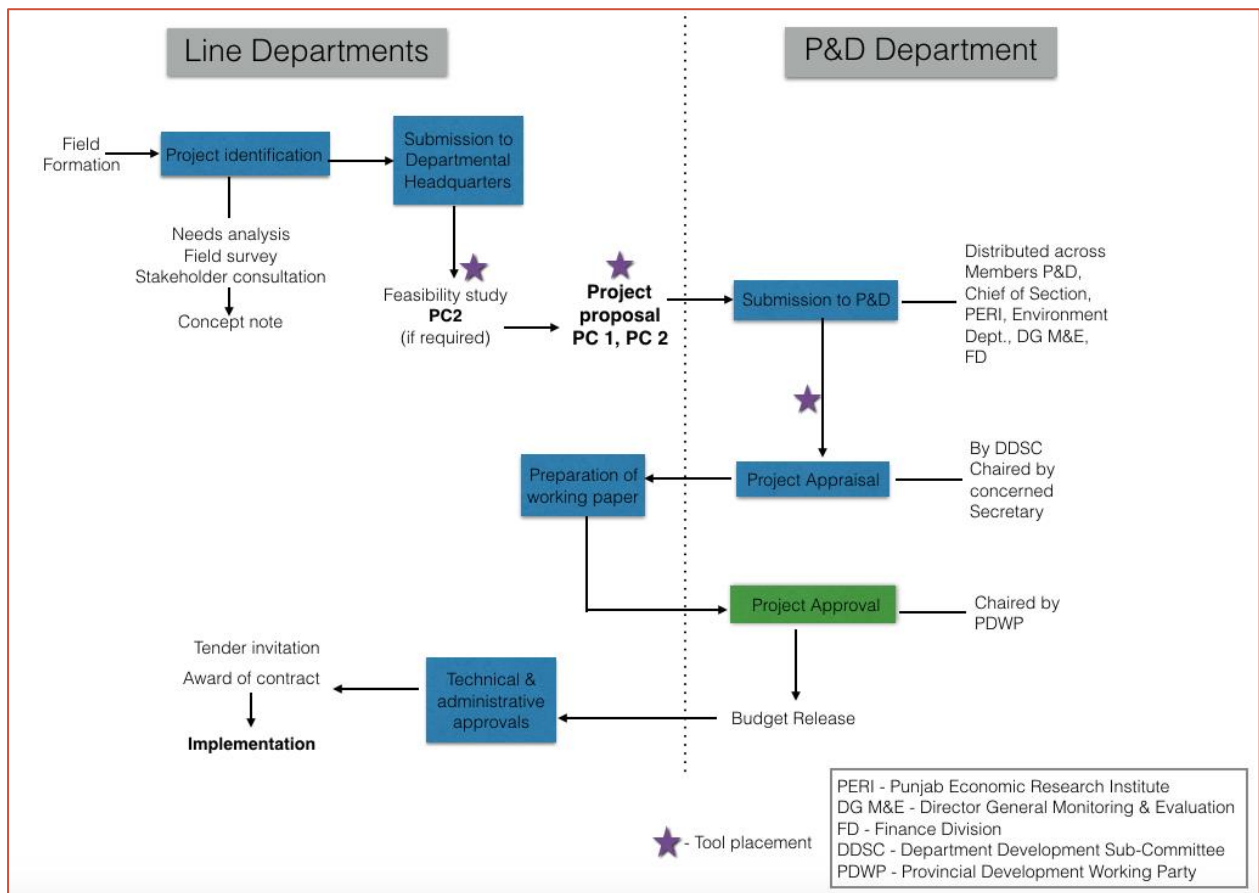 Line Departments
P&D Department
Field
Formation
Project identification
Submission to
Departmental
Headquarters
Needs analysis
Field survey
Stakeholder consultation
Concept note
Feasibility study
PC2
(if required)
Project
proposal
PC 1, PC 2
Submission to P&D
Distributed across
Members P&D,
Chief of Section,
PERI, Environment
Dept., DG M&E,
FD
Preparation of
working paper
Project Appraisal
By DDSC
Chaired by
concerned
Secretary
Project Approval
Chaired by
PDWP
Tender invitation
Award of contract
Implementation
Technical &
administrative
approvals
Budget Release
- Tool placement
PERI - Punjab Economic Research Institute
DG M&E - Director General Monitoring & Evaluation
FD - Finance Division
DDSC - Department Development Sub-Committee
PDWP - Provincial Development Working Party